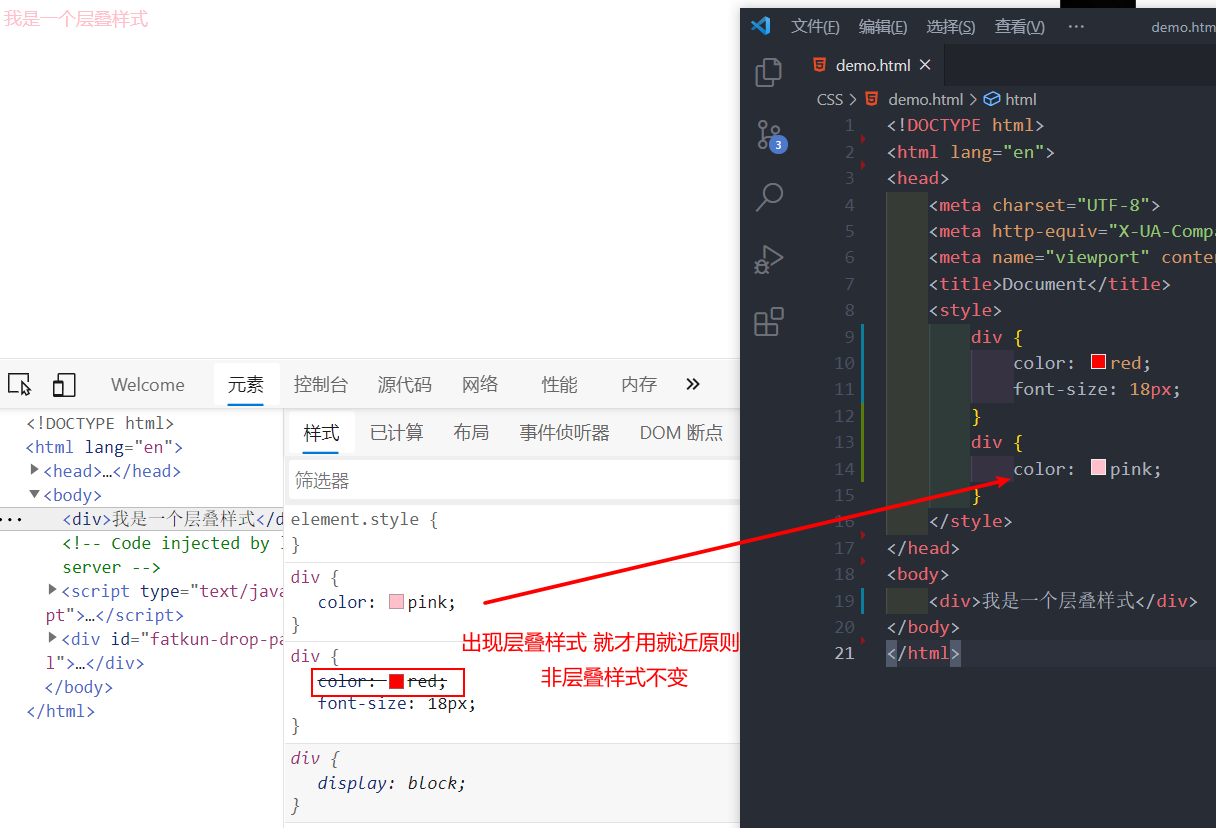 我是一个层叠样式
Welcome 元素 控制台 源代码 网络 性能 内存
<!DOCTYPE html>
<html lang="en">
<head>…</head>
<body>
<div>我是一个层叠样式</d
<!-- Code injected by l
server -->
<script type="text/java
pt">…</script>
<div id="fatkun-drop-pa
l">…</div>
</body>
</html>
样式 已计算 布局 事件侦听器 DOM 断点
筛选器
element.style {
}
div {
color: pink;
}
出现层叠样式 就才用就近原则
非层叠样式不变
div {
color: red;
font-size: 18px;
}
div {
display: block;
}
文件(F) 编辑(E) 选择(S) 查看(V) ··· demo.htm
demo.html
CSS > demo.html > html
3
1 <!DOCTYPE html>
2 <html lang="en">
3 <head>
4 <meta charset="UTF-8">
5 <meta http-equiv="X-UA-Compa
6 <meta name="viewport" conten
7 <title>Document</title>
8 <style>
9 div {
10 color: red;
11 font-size: 18px;
12 }
13 div {
14 color: pink;
15 }
16 </style>
17 </head>
18 <body>
19 <div>我是一个层叠样式</div>
20 </body>
21 </html>